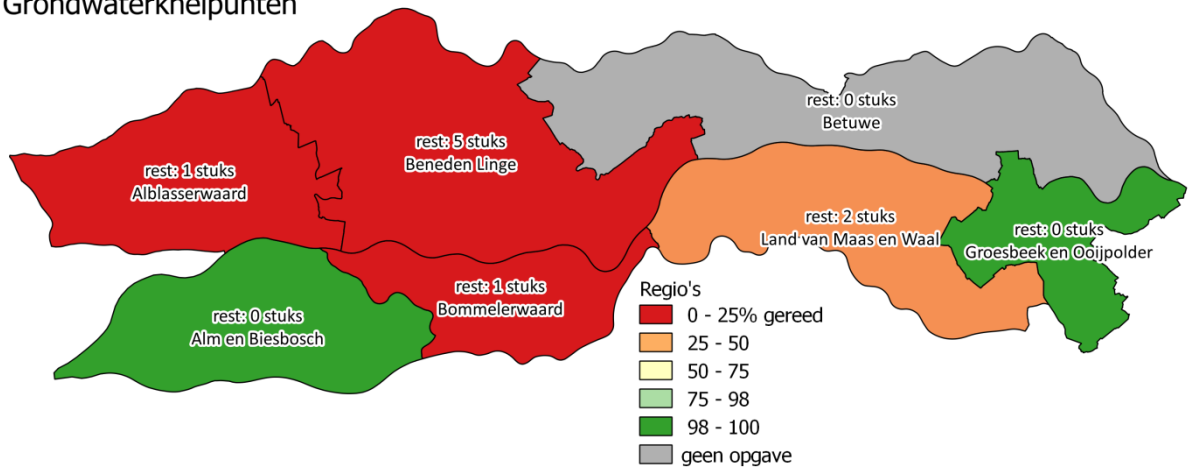 Grondwaterknelpunten
rest: 0 stuks
Betuwe
rest: 5 stuks
Beneden Linge
rest: 1 stuks
Alblasserwaard
rest: 2 stuks
Land van Maas en Waal
rest: 0 stuks
Groesbeek en Ooijpolder
rest: 1 stuks
Bommelerwaard
rest: 0 stuks
Alm en Biesbosch
Regio's
0 - 25% gereed
25 - 50
50 - 75
75 - 98
98 - 100
geen opgave